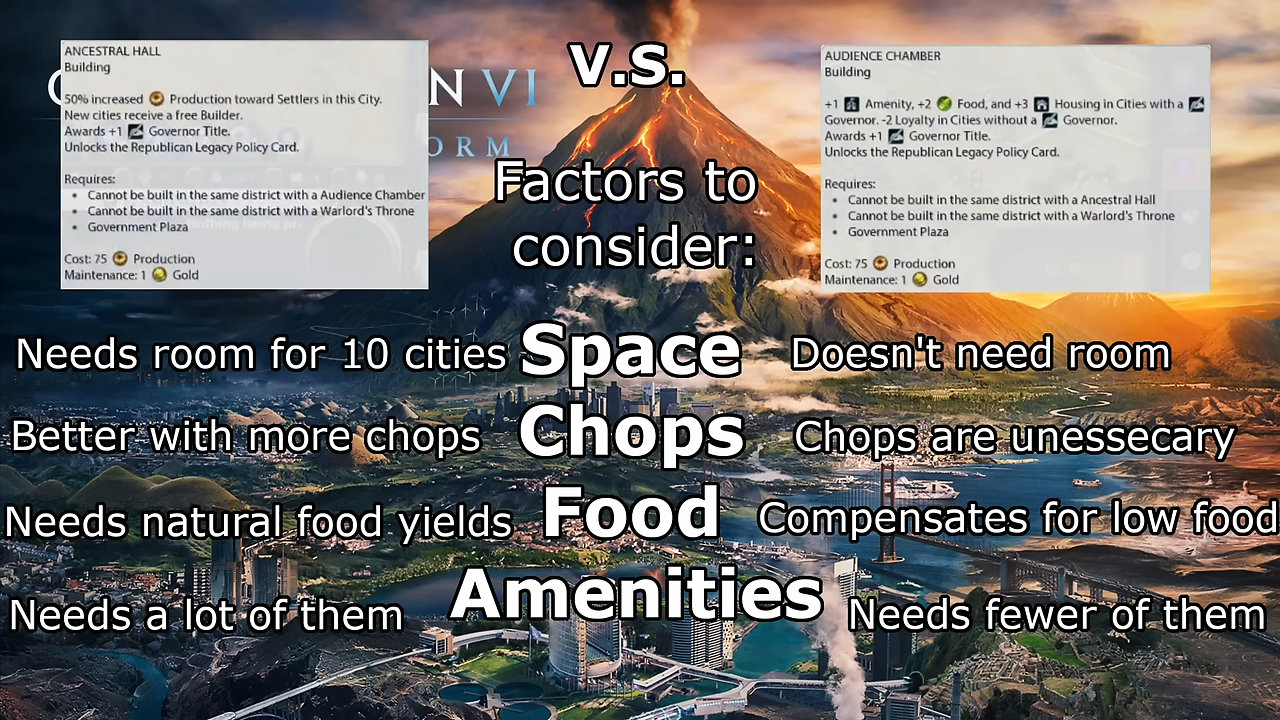 ANCESTRAL HALL
Building
50% increased Production toward Settlers in this City.
New cities receive a free Builder.
Awards +1 Governor Title.
Unlocks the Republican Legacy Policy Card.
Requires:
• Cannot be built in the same district with a Audience Chamber
• Cannot be built in the same district with a Warlord's Throne
• Government Plaza
Cost: 75 Production
Maintenance: 1 Gold
N VI
ORM
v.s.
AUDIENCE CHAMBER
Building
+1 Amenity, +2 Food, and +3 Housing in Cities with a
Governor. -2 Loyalty in Cities without a Governor.
Awards +1 Governor Title.
Unlocks the Republican Legacy Policy Card.
Requires:
• Cannot be built in the same district with a Ancestral Hall
• Cannot be built in the same district with a Warlord's Throne
• Government Plaza
Cost: 75 Production
Maintenance: 1 Gold
Factors to
consider:
Needs room for 10 cities Space Doesn't need room
Better with more chops Chops Chops are unessecary
Needs natural food yields Food Compensates for low food
Needs a lot of them Amenities Needs fewer of them